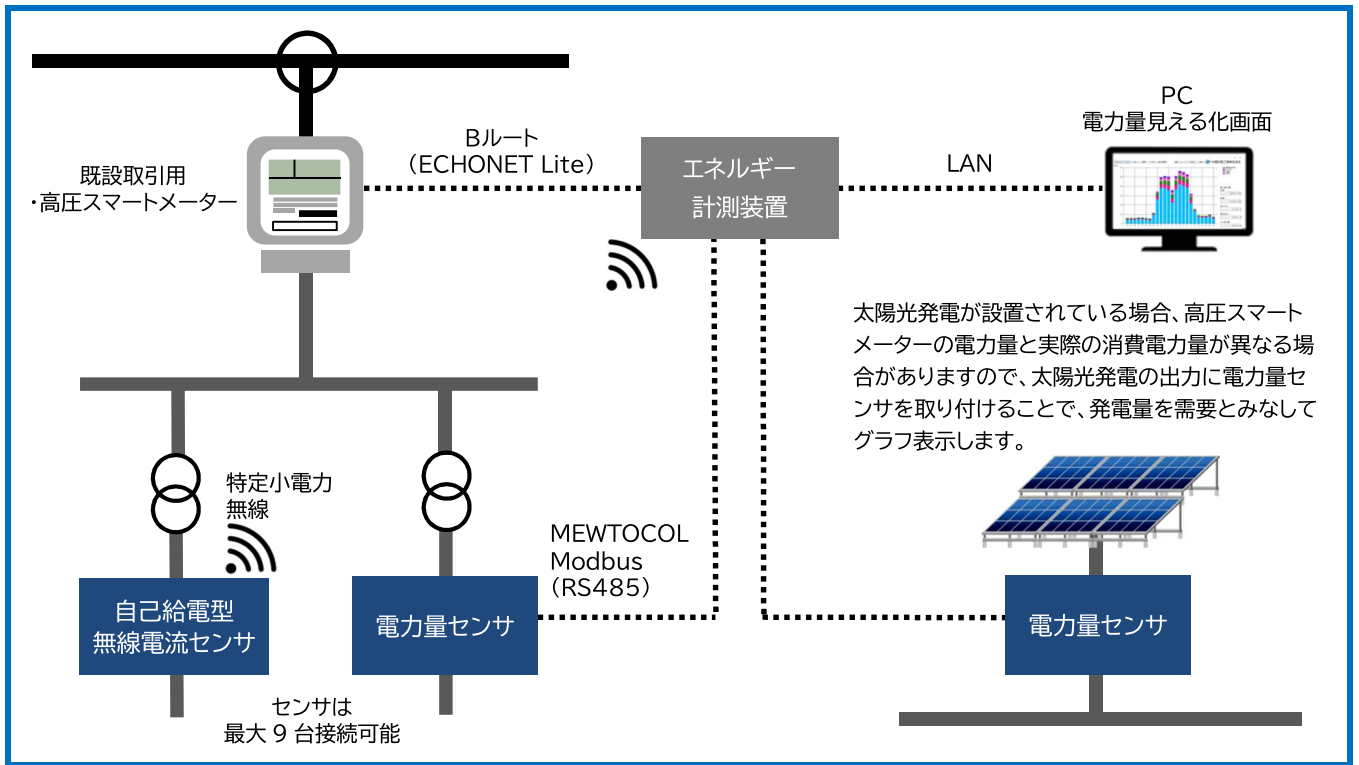 PC
電力量見える化画面
Bルート
（ECHONET Lite）
LAN
エネルギー
計測装置
既設取引用
・高圧スマートメーター
太陽光発電が設置されている場合、高圧スマート
メーターの電力量と実際の消費電力量が異なる場
合がありますので、太陽光発電の出力に電力量セ
ンサを取り付けることで、発電量を需要とみなして
グラフ表示します。
特定小電力
無線
MEWTOCOL
Modbus
（RS485）
自己給電型
無線電流センサ
電力量センサ
電力量センサ
センサは
最大 9 台接続可能